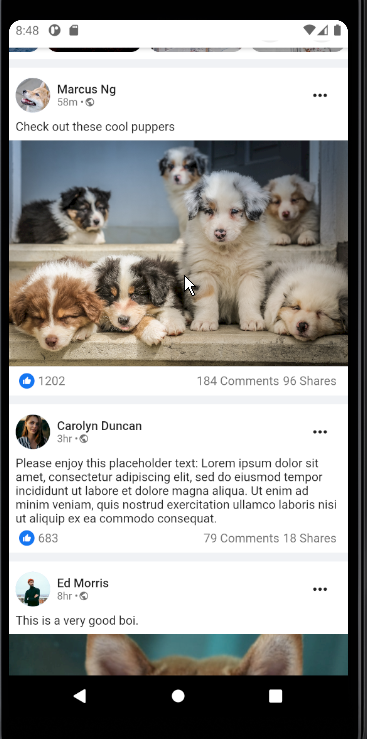 8:48
Marcus Ng
58m •
Check out these cool puppers
1202
184 Comments 96 Shares
Carolyn Duncan
3hr •
Please enjoy this placeholder text: Lorem ipsum dolor sit
amet, consectetur adipiscing elit, sed do eiusmod tempor
incididunt ut labore et dolore magna aliqua. Ut enim ad
minim veniam, quis nostrud exercitation ullamco laboris nisi
ut aliquip ex ea commodo consequat.
683
79 Comments 18 Shares
Ed Morris
8hr •
This is a very good boi.